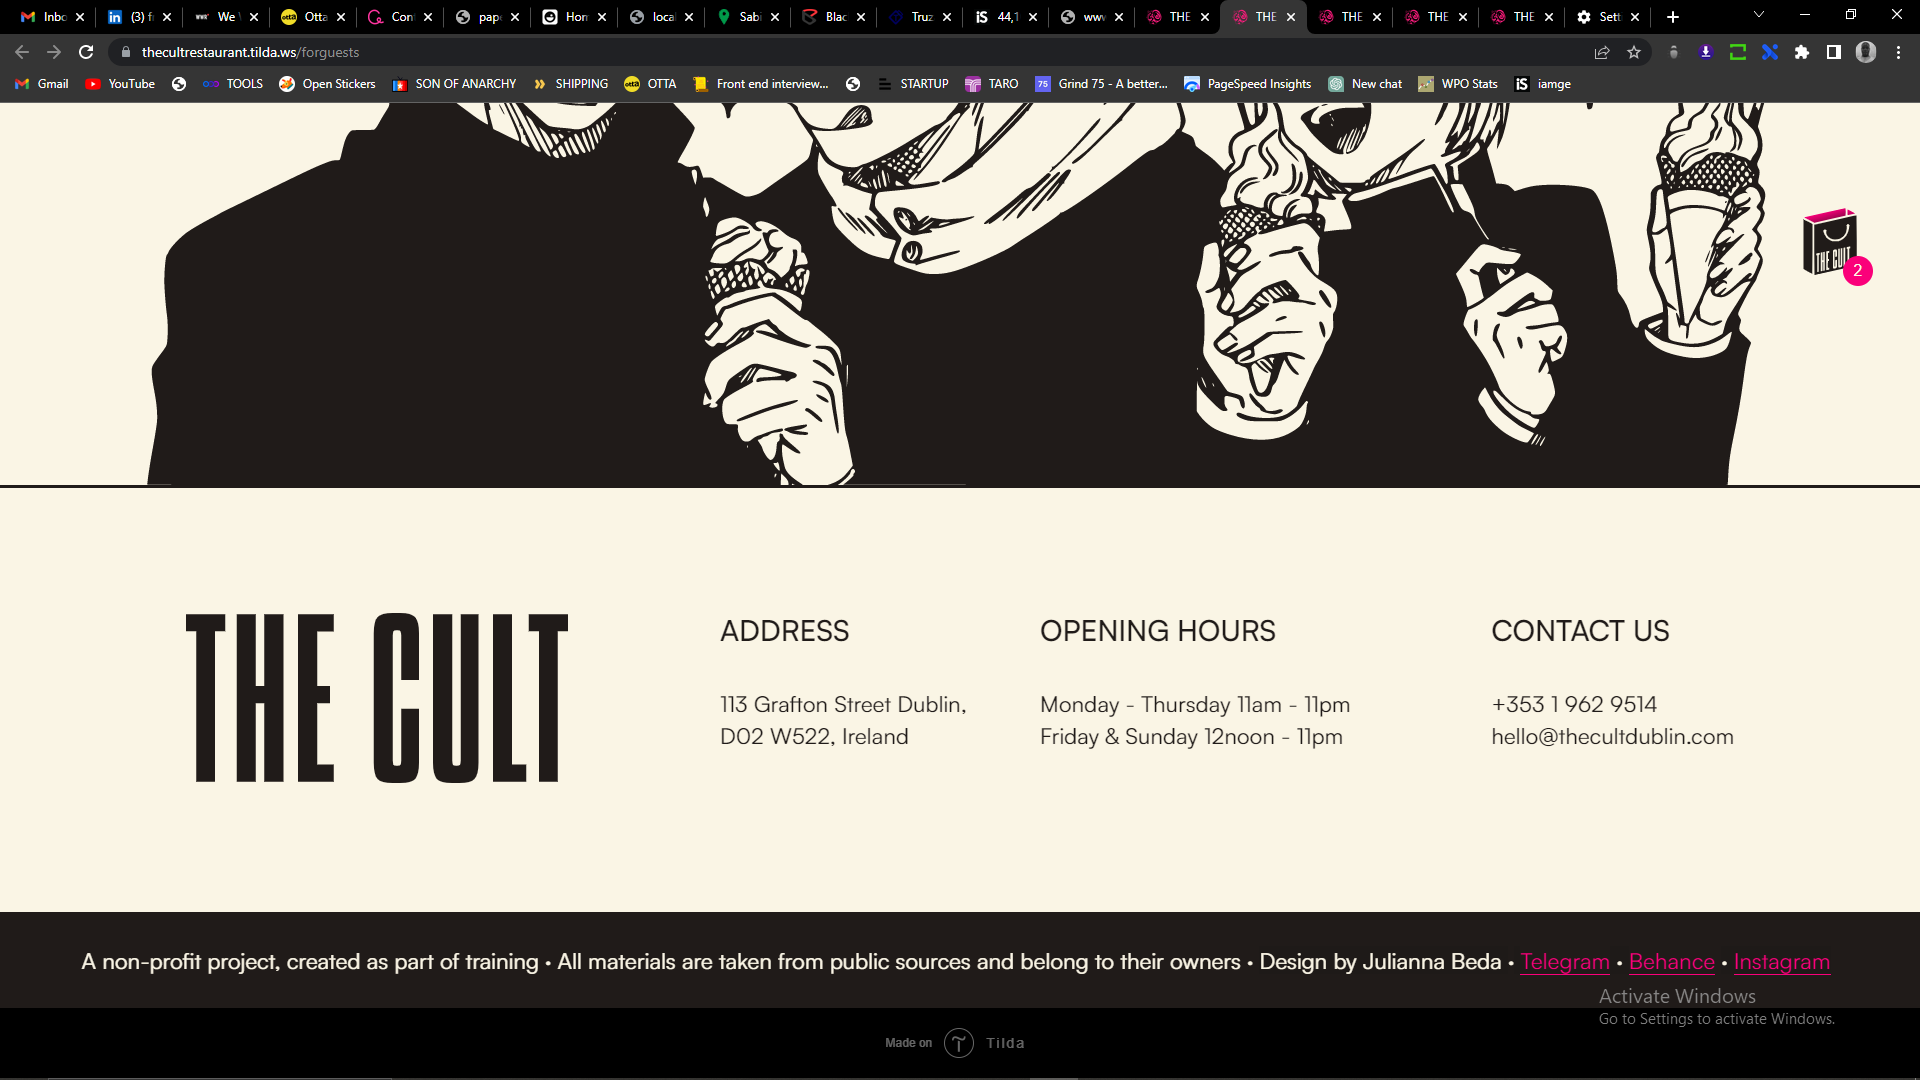 Inbo
(3) f
We
Otta
Con
pap
Hom
loca
Sabi
Blac
Truz
44,1
www
THE
THE
THE
THE
THE
Sett
thecultrestaurant.tilda.ws/forguests
Gmail
YouTube
TOOLS
Open Stickers
SON OF ANARCHY
SHIPPING
OTTA
Front end interview...
STARTUP
TARO
75
Grind 75 - A better...
PageSpeed Insights
New chat
WPO Stats
iamge
THE CULT
2
THE CULT
ADDRESS
113 Grafton Street Dublin,
D02 W522, Ireland
OPENING HOURS
Monday - Thursday 11am - 11pm
Friday & Sunday 12noon - 11pm
CONTACT US
+353 1 962 9514
hello@thecultdublin.com
A non-profit project, created as part of training • All materials are taken from public sources and belong to their owners • Design by Julianna Beda • Telegram • Behance • Instagram
Activate Windows
Go to Settings to activate Windows.
Made on Tilda